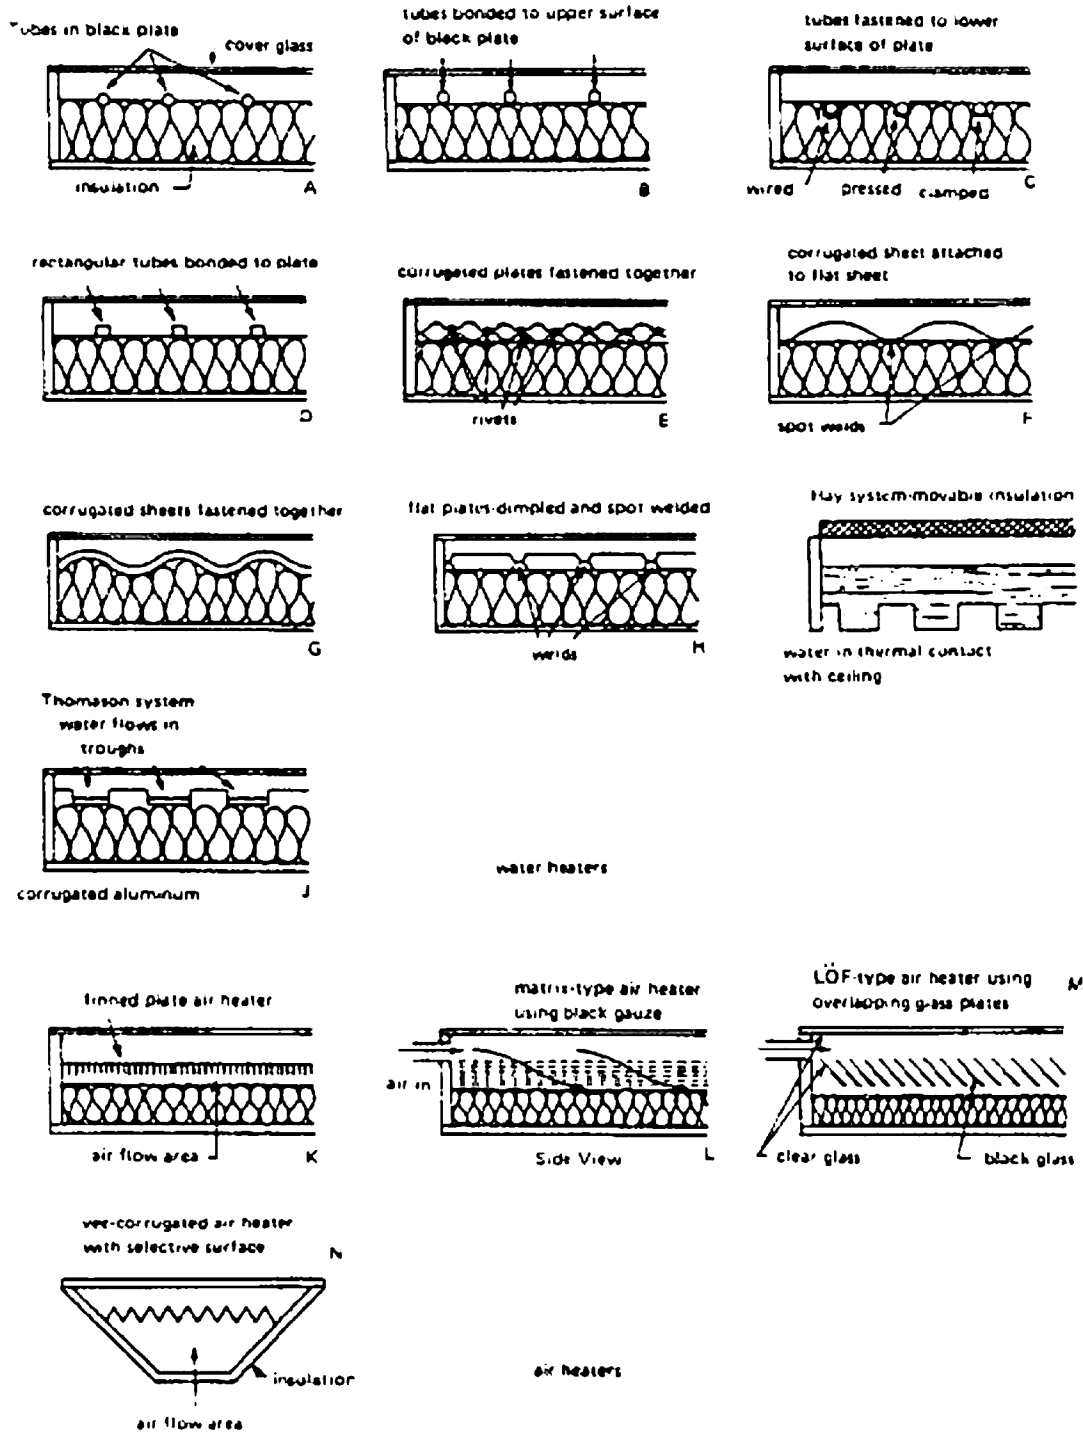 Tubes in black plate
cover glass
insulation
A
tubes bonded to upper surface
of black plate
B
tubes fastened to lower
surface of plate
wired
pressed
clamped
C
rectangular tubes bonded to plate
D
corrugated plates fastened together
rivets
E
corrugated sheet attached
to flat sheet
spot welds
F
corrugated sheets fastened together
G
flat plates-dimpled and spot welded
welds
H
Hay system-movable insulation
water in thermal contact
with ceiling
Thomason system
water flows in
troughs
corrugated aluminum
J
water heaters
finned plate air heater
air flow area
K
matrix-type air heater
using black gauze
air in
Side View
L
LÖF-type air heater using
overlapping glass plates
M
clear glass
black glass
vee-corrugated air heater
with selective surface
N
insulation
air flow area
air heaters